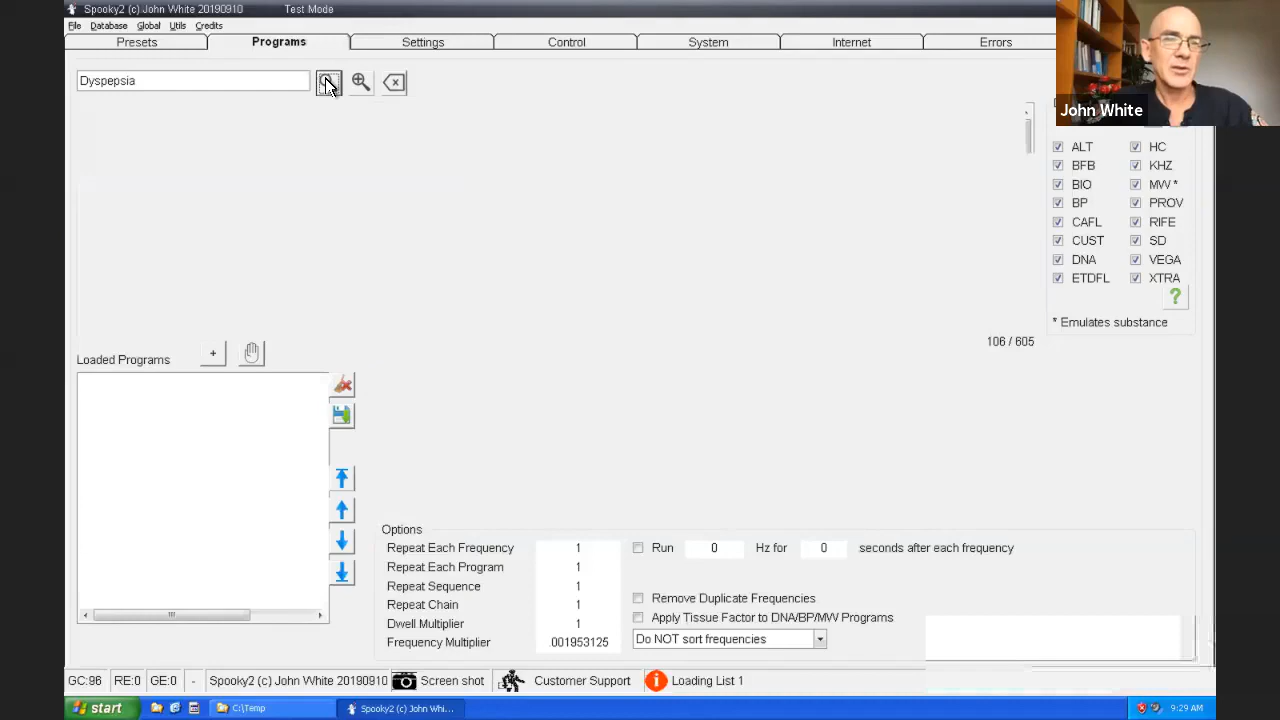 Spooky2 (c) John White 20190910 Test Mode
File Database Global Utils Credits
Presets Programs Settings Control System Internet Errors
Dyspepsia
John White
ALT HC
BFB KHZ
BIO MW *
BP PROV
CAFL RIFE
CUST SD
DNA VEGA
ETDFL XTRA
?
* Emulates substance
106 / 605
Loaded Programs +
Options
Repeat Each Frequency 1 Run 0 Hz for 0 seconds after each frequency
Repeat Each Program 1
Repeat Sequence 1 Remove Duplicate Frequencies
Repeat Chain 1 Apply Tissue Factor to DNA/BP/MW Programs
Dwell Multiplier 1 Do NOT sort frequencies
Frequency Multiplier .001953125
GC:96 RE:0 GE:0 - Spooky2 (c) John White 20190910 Screen shot Customer Support Loading List 1
start C:\Temp Spooky2 (c) John Whi... 9:29 AM